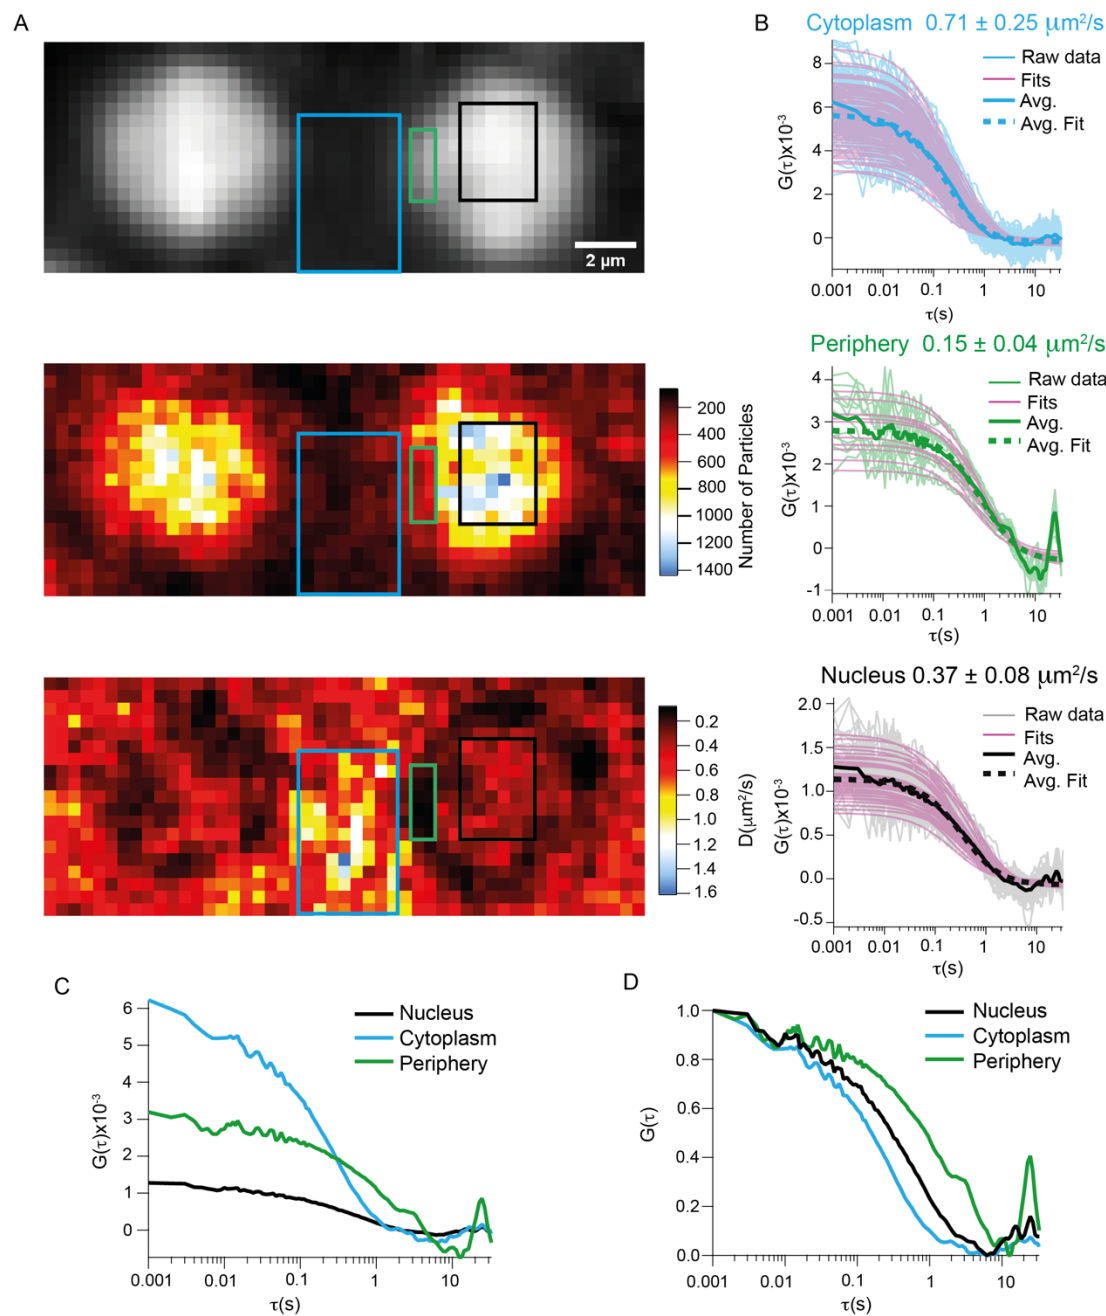 A
2 µm
200
400
600
800
1000
1200
1400
Number of Particles
0.2
0.4
0.6
0.8
1.0
1.2
1.4
1.6
D(µm²/s)
B
Cytoplasm 0.71 ± 0.25 µm²/s
Raw data
Fits
Avg.
Avg. Fit
8
6
4
2
0
G(τ)x10⁻³
0.001 0.01 0.1 1 10
τ(s)
Periphery 0.15 ± 0.04 µm²/s
Raw data
Fits
Avg.
Avg. Fit
4
3
2
1
0
-1
G(τ)x10⁻³
0.001 0.01 0.1 1 10
τ(s)
Nucleus 0.37 ± 0.08 µm²/s
Raw data
Fits
Avg.
Avg. Fit
2.0
1.5
1.0
0.5
0.0
-0.5
G(τ)x10⁻³
0.001 0.01 0.1 1 10
τ(s)
C
Nucleus
Cytoplasm
Periphery
6
5
4
3
2
1
0
G(τ)x10⁻³
0.001 0.01 0.1 1 10
τ(s)
D
Nucleus
Cytoplasm
Periphery
1.0
0.8
0.6
0.4
0.2
0.0
G(τ)
0.001 0.01 0.1 1 10
τ(s)